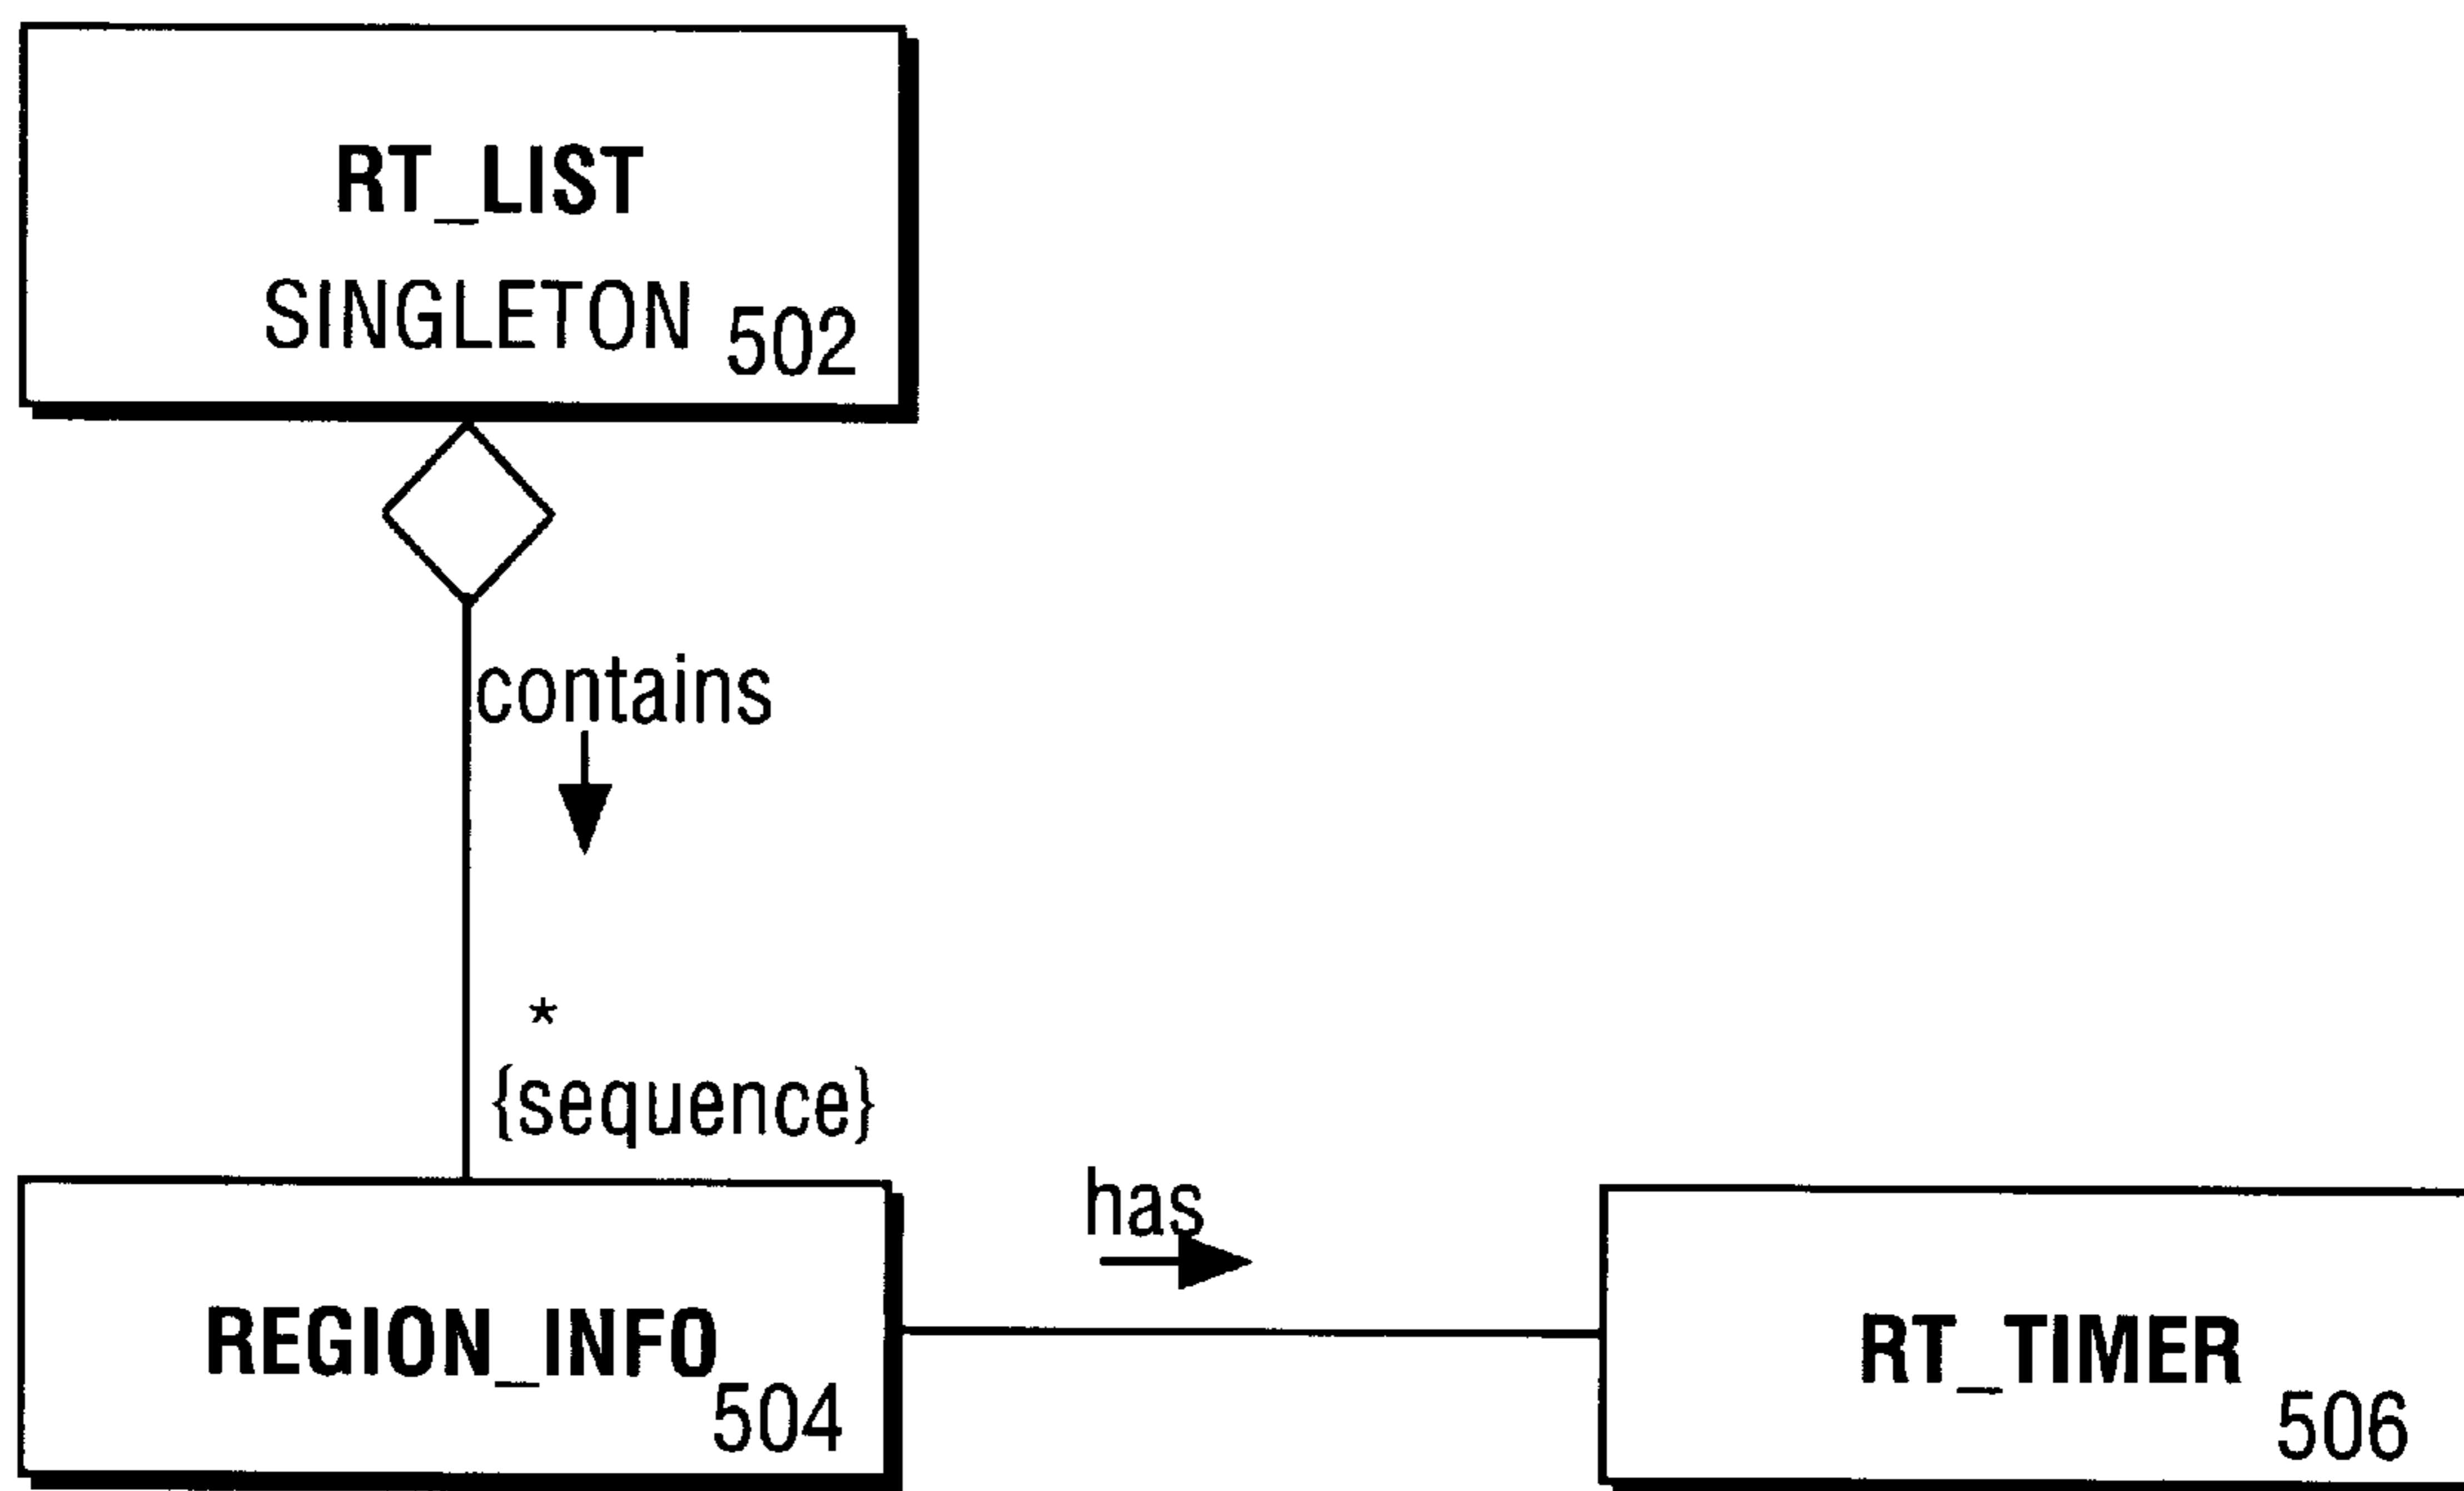 RT_LIST
SINGLETON 502
contains
*
{sequence}
has
REGION_INFO
504
RT_TIMER
506